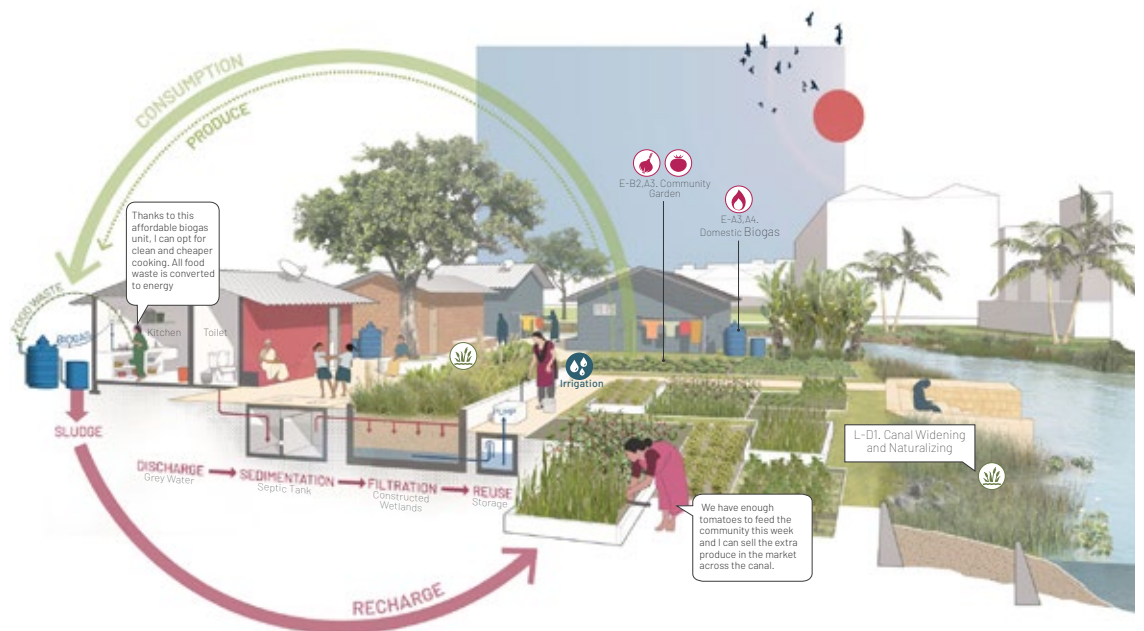 CONSUMPTION
PRODUCE
E-B2,A3. Community
Garden
E-A3,A4.
Domestic Biogas
Thanks to this
affordable biogas
unit, I can opt for
clean and cheaper
cooking. All food
waste is converted
to energy
FOOD WASTE
BIOGAS
Kitchen
Toilet
Irrigation
PUMP
SLUDGE
L-D1. Canal Widening
and Naturalizing
DISCHARGE
Grey Water
SEDIMENTATION
Septic Tank
FILTRATION
Constructed
Wetlands
REUSE
Storage
We have enough
tomatoes to feed the
community this week
and I can sell the extra
produce in the market
across the canal.
RECHARGE